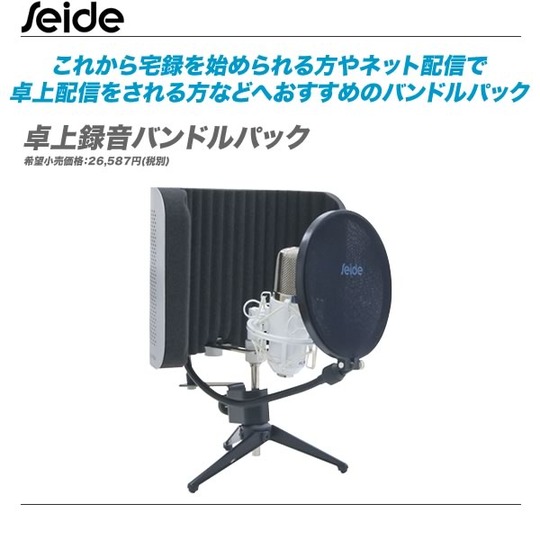 Seide
これから宅録を始められる方やネット配信で
卓上配信をされる方などへおすすめのバンドルパック
卓上録音バンドルパック
希望小売価格：26,587円(税別)
Seide